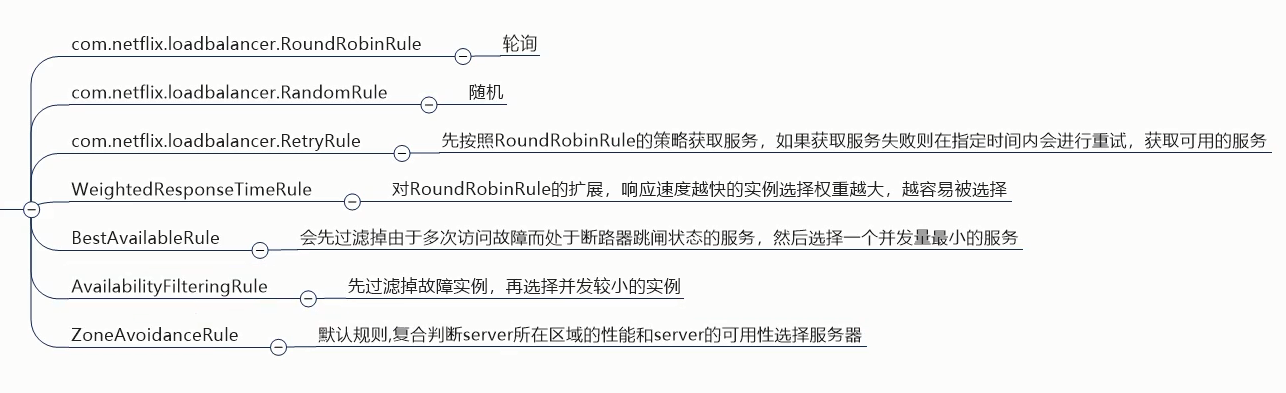 com.netflix.loadbalancer.RoundRobinRule 轮询
com.netflix.loadbalancer.RandomRule 随机
com.netflix.loadbalancer.RetryRule 先按照RoundRobinRule的策略获取服务，如果获取服务失败则在指定时间内会进行重试，获取可用的服务
WeightedResponseTimeRule 对RoundRobinRule的扩展，响应速度越快的实例选择权重越大，越容易被选择
BestAvailableRule 会先过滤掉由于多次访问故障而处于断路器跳闸状态的服务，然后选择一个并发量最小的服务
AvailabilityFilteringRule 先过滤掉故障实例，再选择并发较小的实例
ZoneAvoidanceRule 默认规则,复合判断server所在区域的性能和server的可用性选择服务器